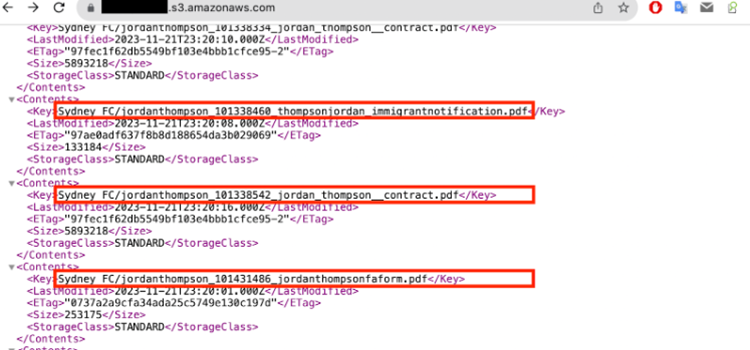 .s3.amazonaws.com
<Key>Sydney FC/jordanthompson_101338334_jordan_thompson__contract.pdf</Key>
<LastModified>2023-11-21T23:20:10.000Z</LastModified>
<ETag>"97fec1f62db5549bf103e4bbb1cfce95-2"</ETag>
<Size>5893218</Size>
<StorageClass>STANDARD</StorageClass>
</Contents>
▼<Contents>
<Key>Sydney FC/jordanthompson_101338460_thompsonjordan_immigrantnotification.pdf</Key>
<LastModified>2023-11-21T23:20:08.000Z</LastModified>
<ETag>"97ae0adf637f8b8d188654da3b029069"</ETag>
<Size>133184</Size>
<StorageClass>STANDARD</StorageClass>
</Contents>
▼<Contents>
<Key>Sydney FC/jordanthompson_101338542_jordan_thompson__contract.pdf</Key>
<LastModified>2023-11-21T23:20:16.000Z</LastModified>
<ETag>"97fec1f62db5549bf103e4bbb1cfce95-2"</ETag>
<Size>5893218</Size>
<StorageClass>STANDARD</StorageClass>
</Contents>
▼<Contents>
<Key>Sydney FC/jordanthompson_101431486_jordanthompsonfaform.pdf</Key>
<LastModified>2023-11-21T23:20:01.000Z</LastModified>
<ETag>"0737a2a9cfa34ada25c5749e130c197d"</ETag>
<Size>253175</Size>
<StorageClass>STANDARD</StorageClass>
</Contents>